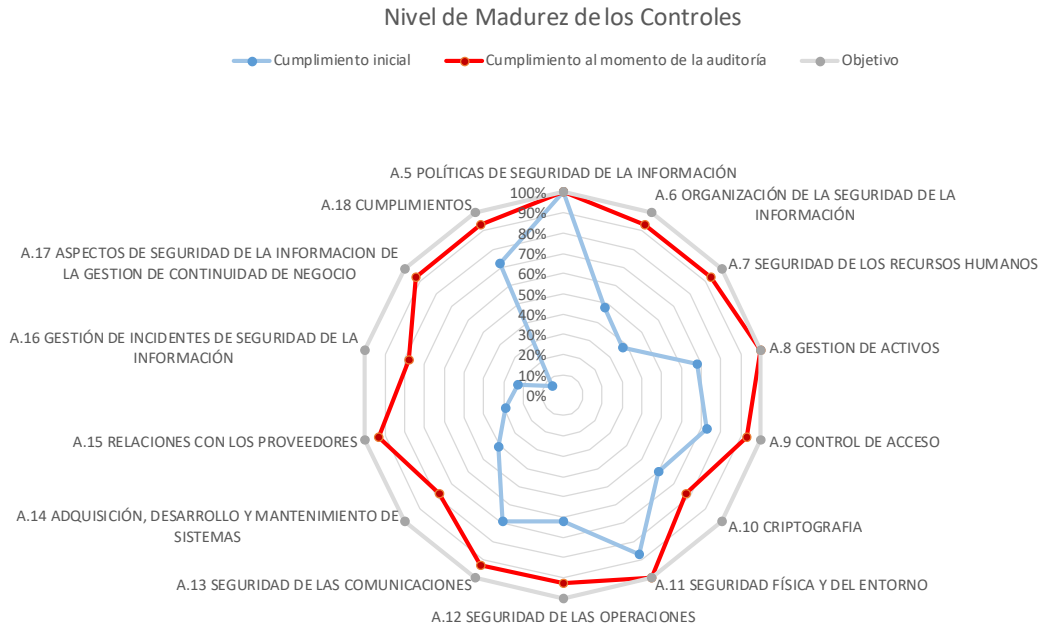 Nivel de Madurez de los Controles
Cumplimiento inicial
Cumplimiento al momento de la auditoría
Objetivo
A.5 POLÍTICAS DE SEGURIDAD DE LA INFORMACIÓN
A.6 ORGANIZACIÓN DE LA SEGURIDAD DE LA
INFORMACIÓN
A.7 SEGURIDAD DE LOS RECURSOS HUMANOS
A.8 GESTION DE ACTIVOS
A.9 CONTROL DE ACCESO
A.10 CRIPTOGRAFIA
A.11 SEGURIDAD FÍSICA Y DEL ENTORNO
A.12 SEGURIDAD DE LAS OPERACIONES
A.13 SEGURIDAD DE LAS COMUNICACIONES
A.14 ADQUISICIÓN, DESARROLLO Y MANTENIMIENTO DE
SISTEMAS
A.15 RELACIONES CON LOS PROVEEDORES
A.16 GESTIÓN DE INCIDENTES DE SEGURIDAD DE LA
INFORMACIÓN
A.17 ASPECTOS DE SEGURIDAD DE LA INFORMACION DE
LA GESTION DE CONTINUIDAD DE NEGOCIO
A.18 CUMPLIMIENTOS
100%
90%
80%
70%
60%
50%
40%
30%
20%
10%
0%